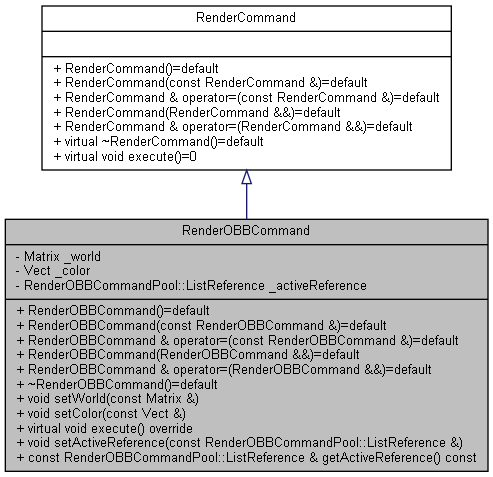 RenderCommand
+ RenderCommand()=default
+ RenderCommand(const RenderCommand &)=default
+ RenderCommand & operator=(const RenderCommand &)=default
+ RenderCommand(RenderCommand &&)=default
+ RenderCommand & operator=(RenderCommand &&)=default
+ virtual ~RenderCommand()=default
+ virtual void execute()=0
RenderOBBCommand
- Matrix _world
- Vect _color
- RenderOBBCommandPool::ListReference _activeReference
+ RenderOBBCommand()=default
+ RenderOBBCommand(const RenderOBBCommand &)=default
+ RenderOBBCommand & operator=(const RenderOBBCommand &)=default
+ RenderOBBCommand(RenderOBBCommand &&)=default
+ RenderOBBCommand & operator=(RenderOBBCommand &&)=default
+ ~RenderOBBCommand()=default
+ void setWorld(const Matrix &)
+ void setColor(const Vect &)
+ virtual void execute() override
+ void setActiveReference(const RenderOBBCommandPool::ListReference &)
+ const RenderOBBCommandPool::ListReference & getActiveReference() const